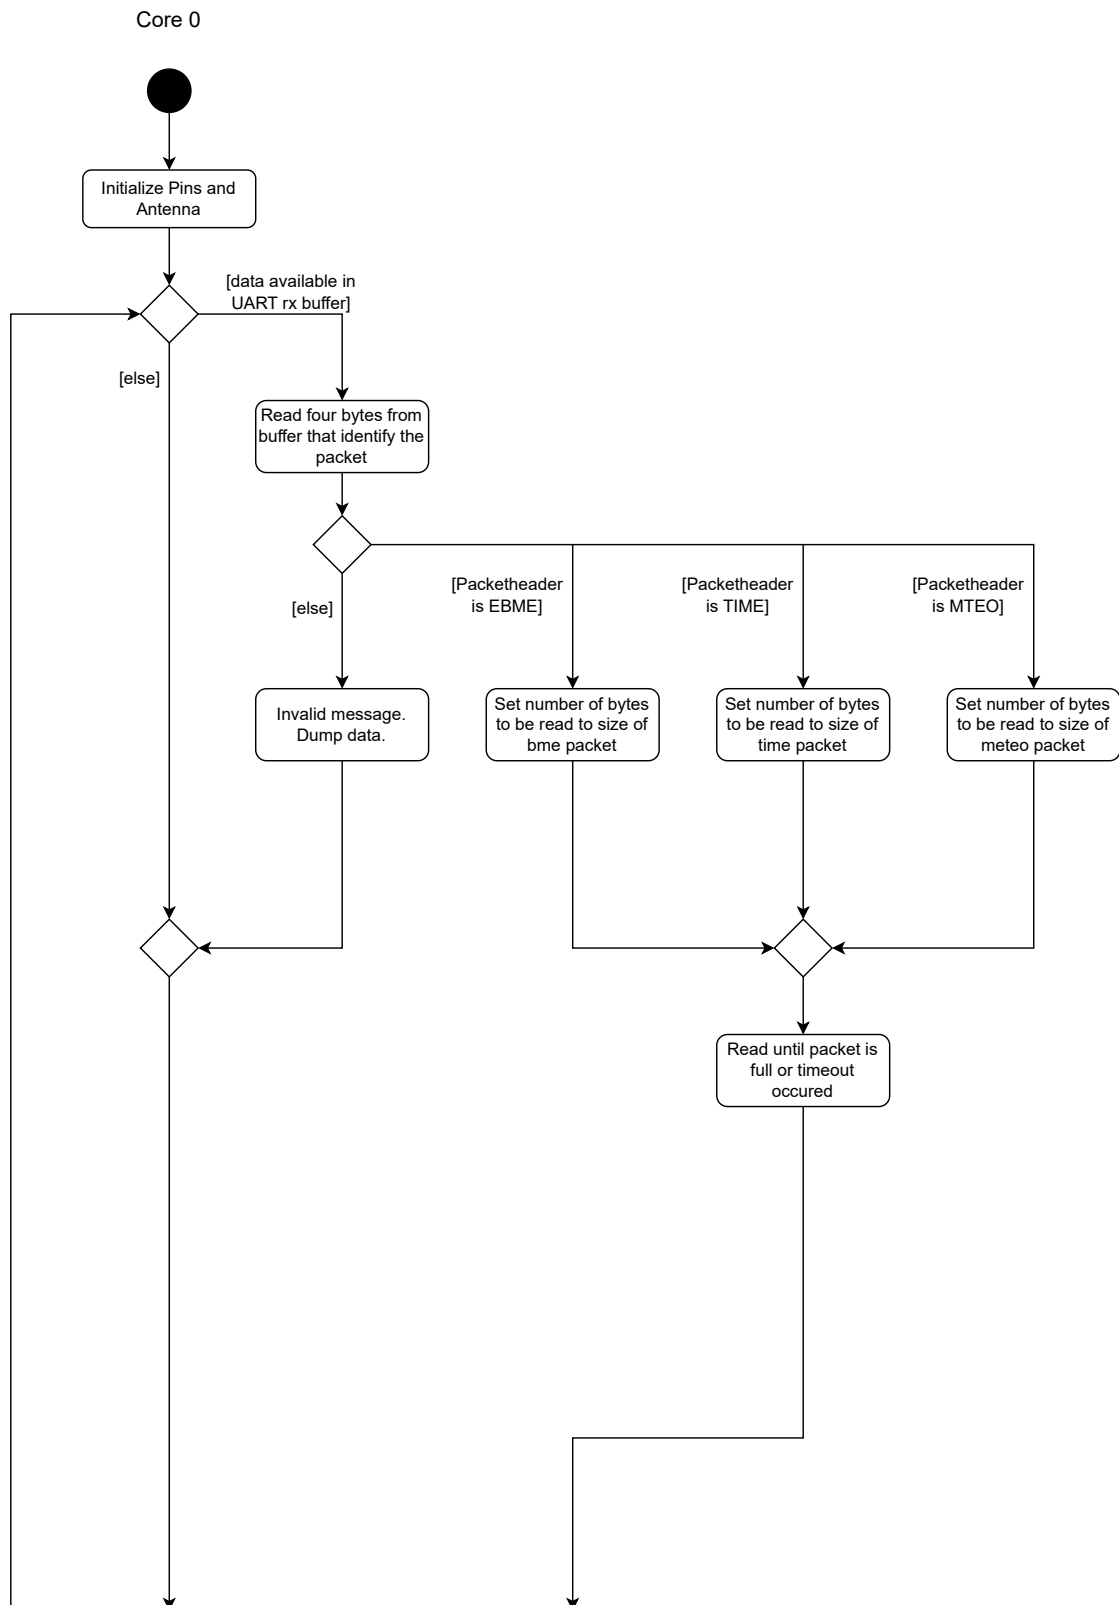 Core 0
Initialize Pins and
Antenna
[data available in
UART rx buffer]
[else]
Read four bytes from
buffer that identify the
packet
[Packetheader
is EBME]
[Packetheader
is TIME]
[Packetheader
is MTEO]
[else]
Invalid message.
Dump data.
Set number of bytes
to be read to size of
bme packet
Set number of bytes
to be read to size of
time packet
Set number of bytes
to be read to size of
meteo packet
Read until packet is
full or timeout
occured